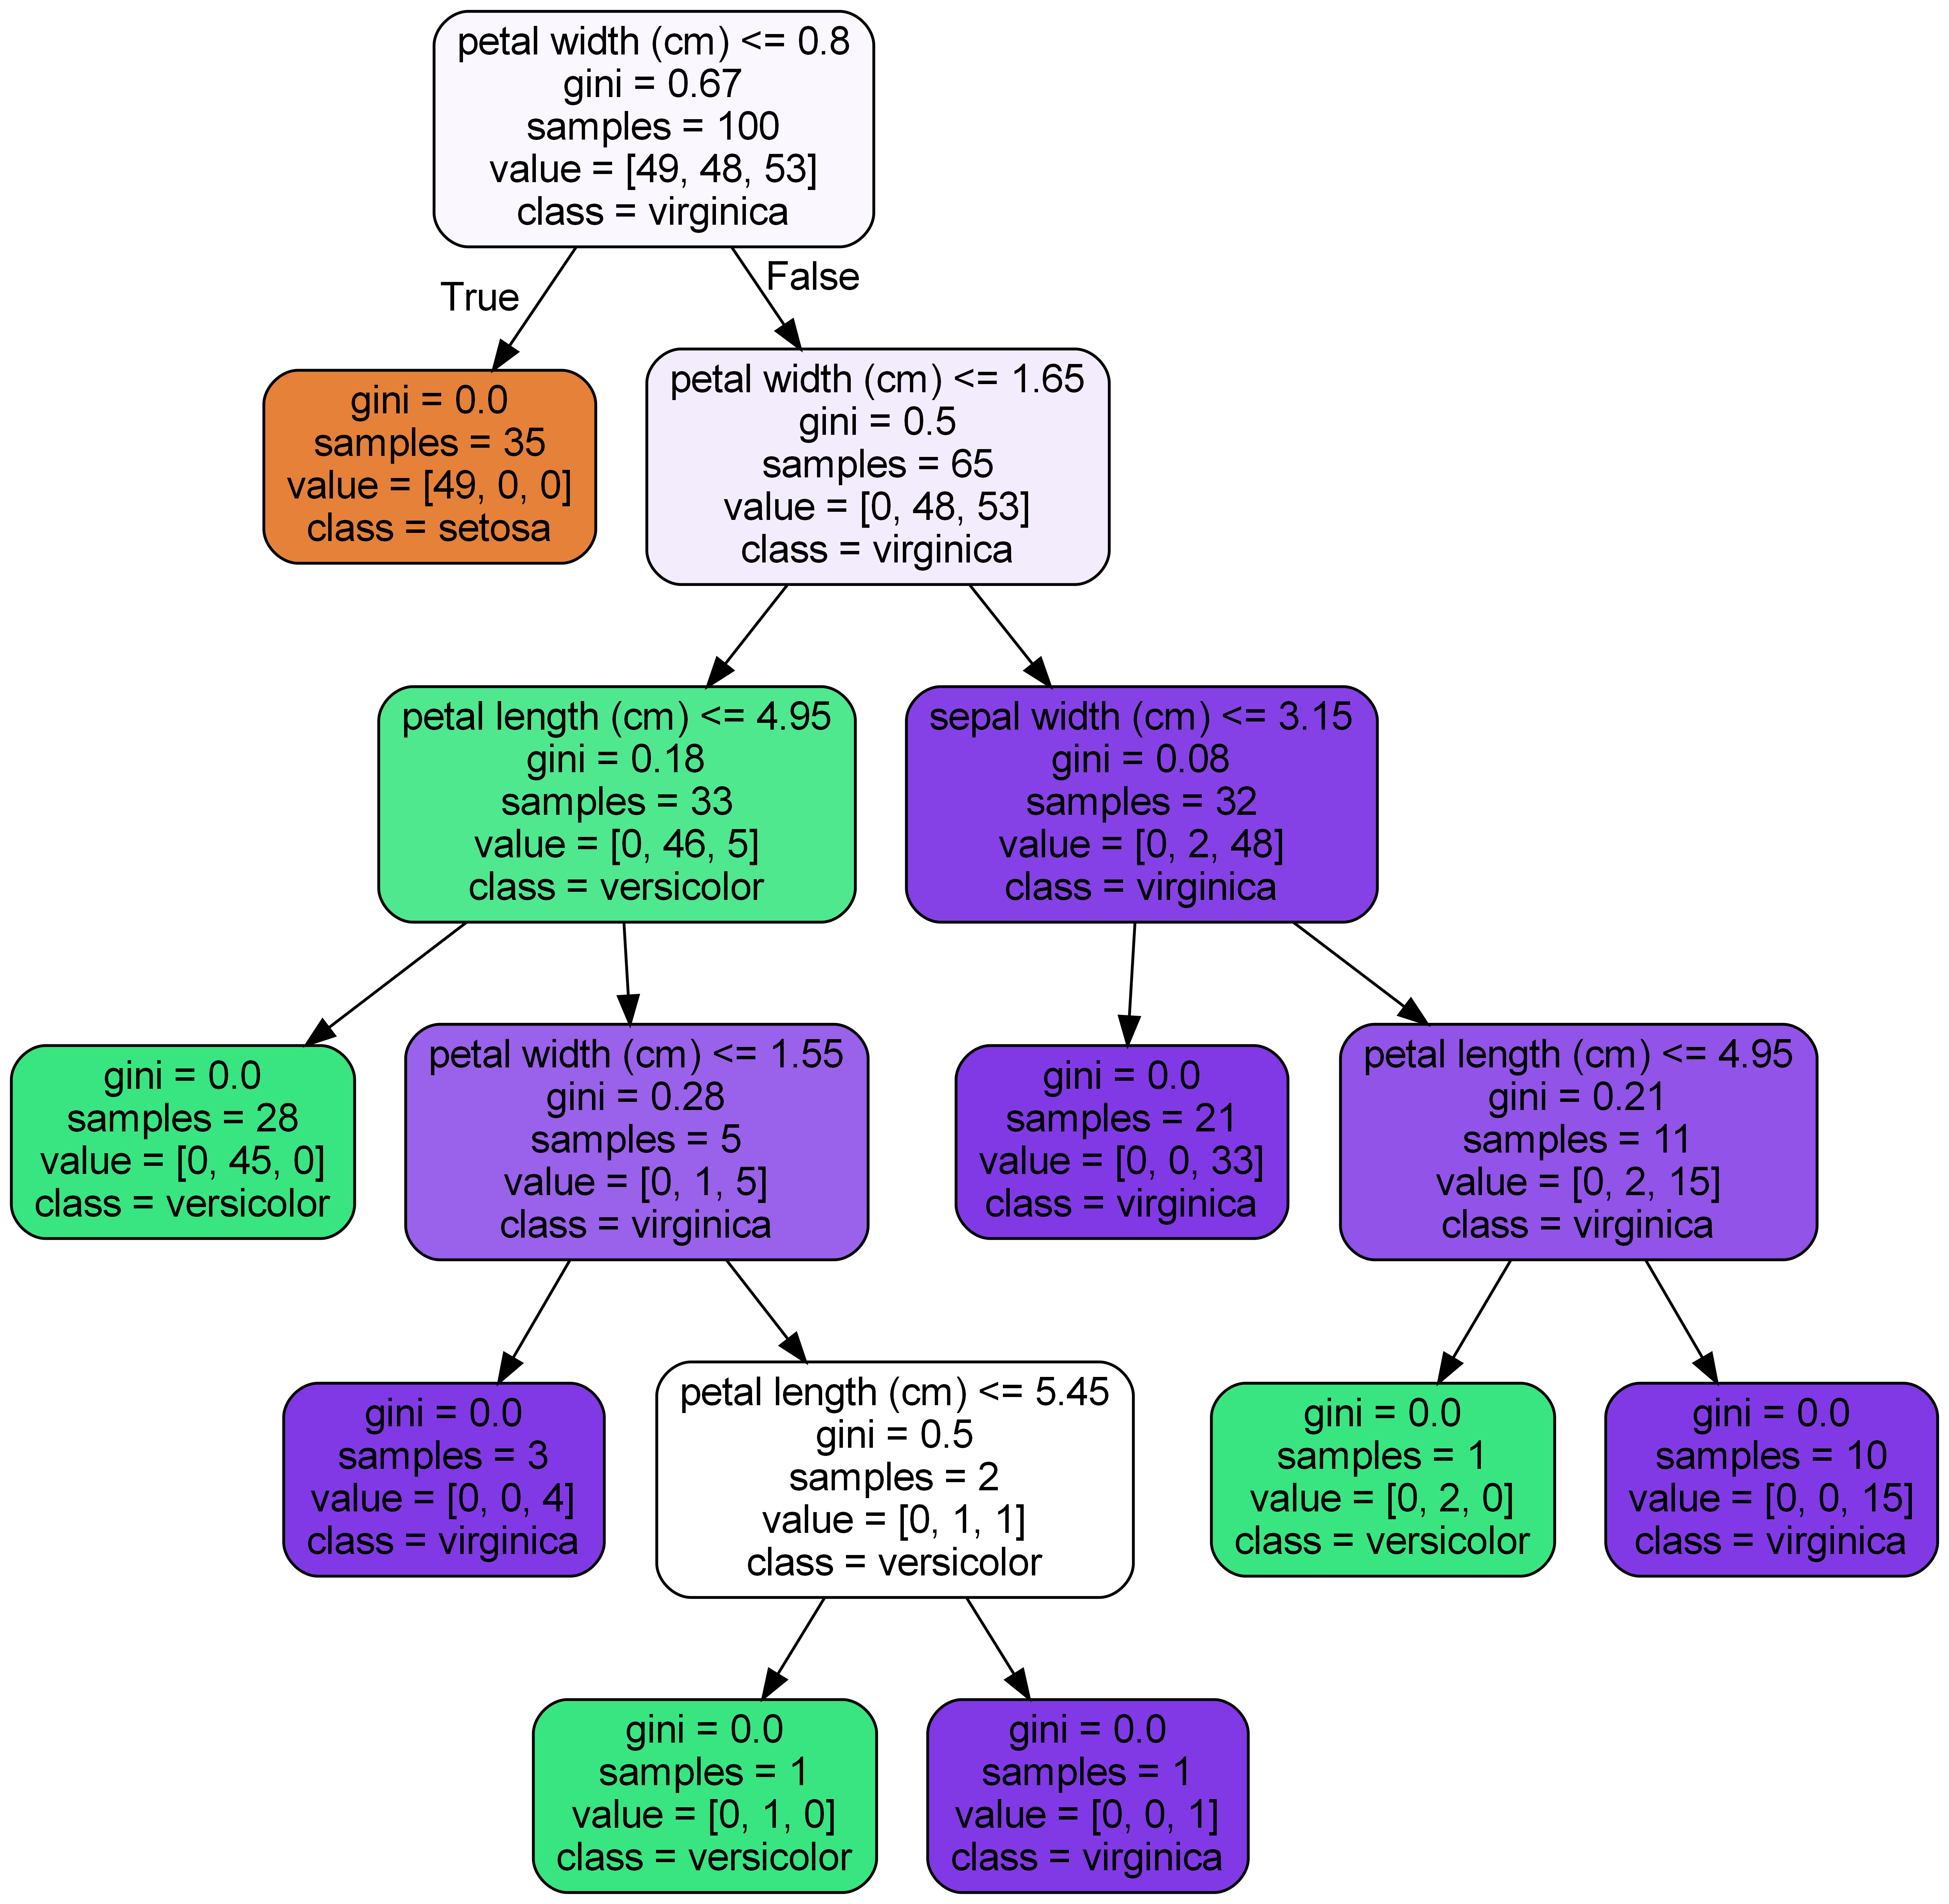 petal width (cm) <= 0.8
gini = 0.67
samples = 100
value = [49, 48, 53]
class = virginica
True
False
gini = 0.0
samples = 35
value = [49, 0, 0]
class = setosa
petal width (cm) <= 1.65
gini = 0.5
samples = 65
value = [0, 48, 53]
class = virginica
petal length (cm) <= 4.95
gini = 0.18
samples = 33
value = [0, 46, 5]
class = versicolor
sepal width (cm) <= 3.15
gini = 0.08
samples = 32
value = [0, 2, 48]
class = virginica
gini = 0.0
samples = 28
value = [0, 45, 0]
class = versicolor
petal width (cm) <= 1.55
gini = 0.28
samples = 5
value = [0, 1, 5]
class = virginica
gini = 0.0
samples = 21
value = [0, 0, 33]
class = virginica
petal length (cm) <= 4.95
gini = 0.21
samples = 11
value = [0, 2, 15]
class = virginica
gini = 0.0
samples = 3
value = [0, 0, 4]
class = virginica
petal length (cm) <= 5.45
gini = 0.5
samples = 2
value = [0, 1, 1]
class = versicolor
gini = 0.0
samples = 1
value = [0, 2, 0]
class = versicolor
gini = 0.0
samples = 10
value = [0, 0, 15]
class = virginica
gini = 0.0
samples = 1
value = [0, 1, 0]
class = versicolor
gini = 0.0
samples = 1
value = [0, 0, 1]
class = virginica